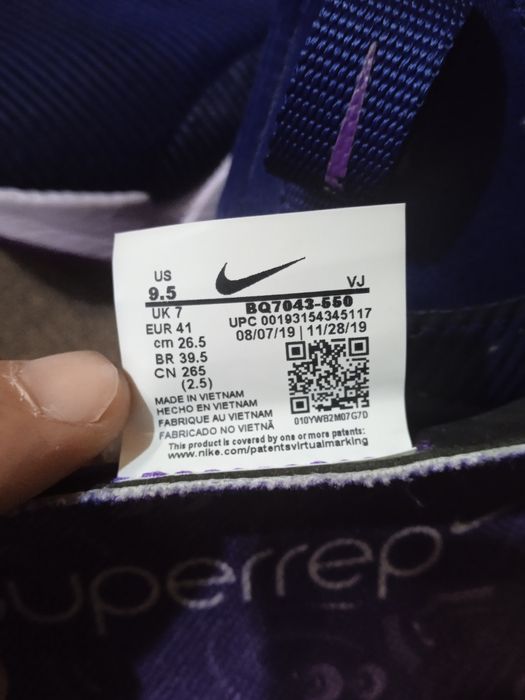 US
9.5
UK 7
EUR 41
cm 26.5
BR 39.5
CN 265
(2.5)
VJ
BQ7043-550
UPC 00193154345117
08/07/19 | 11/28/19
010YWB2M07G7D
MADE IN VIETNAM
HECHO EN VIETNAM
FABRIQUE AU VIETNAM
FABRICADO NO VIETNÃ
This product is covered by one or more patents:
www.nike.com/patentsvirtualmarking
superrep